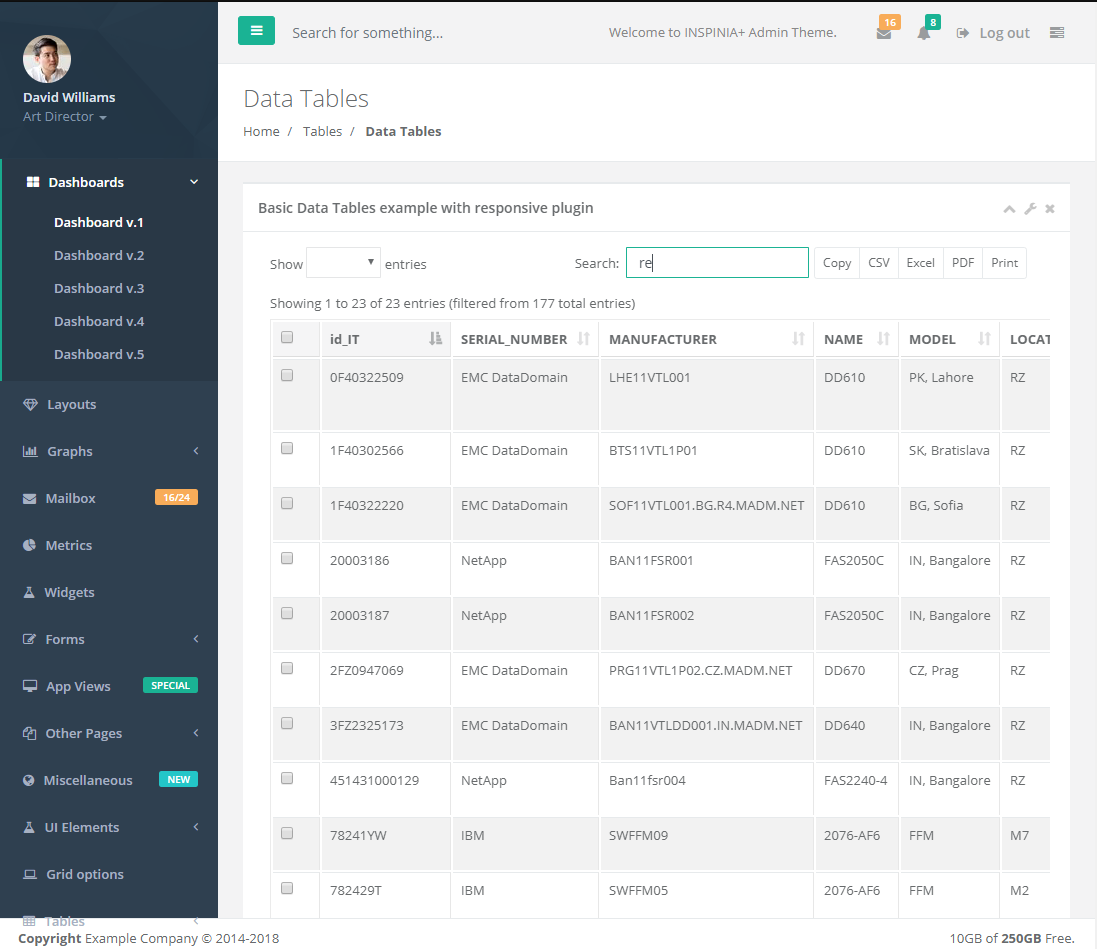 Search for something...
Welcome to INSPINIA+ Admin Theme.
16
8
Log out
David Williams
Art Director
Dashboards
Dashboard v.1
Dashboard v.2
Dashboard v.3
Dashboard v.4
Dashboard v.5
Layouts
Graphs
Mailbox 16/24
Metrics
Widgets
Forms
App Views SPECIAL
Other Pages
Miscellaneous NEW
UI Elements
Grid options
Tables
Data Tables
Home / Tables / Data Tables
Basic Data Tables example with responsive plugin
Show entries Search: re Copy CSV Excel PDF Print
Showing 1 to 23 of 23 entries (filtered from 177 total entries)
id_IT SERIAL_NUMBER MANUFACTURER NAME MODEL LOCAT
0F40322509 EMC DataDomain LHE11VTL001 DD610 PK, Lahore RZ
1F40302566 EMC DataDomain BTS11VTL1P01 DD610 SK, Bratislava RZ
1F40322220 EMC DataDomain SOF11VTL001.BG.R4.MADM.NET DD610 BG, Sofia RZ
20003186 NetApp BAN11FSR001 FAS2050C IN, Bangalore RZ
20003187 NetApp BAN11FSR002 FAS2050C IN, Bangalore RZ
2FZ0947069 EMC DataDomain PRG11VTL1P02.CZ.MADM.NET DD670 CZ, Prag RZ
3FZ2325173 EMC DataDomain BAN11VTLDD001.IN.MADM.NET DD640 IN, Bangalore RZ
451431000129 NetApp Ban11fsr004 FAS2240-4 IN, Bangalore RZ
78241YW IBM SWFFM09 2076-AF6 FFM M7
782429T IBM SWFFM05 2076-AF6 FFM M2
Copyright Example Company © 2014-2018
10GB of 250GB Free.